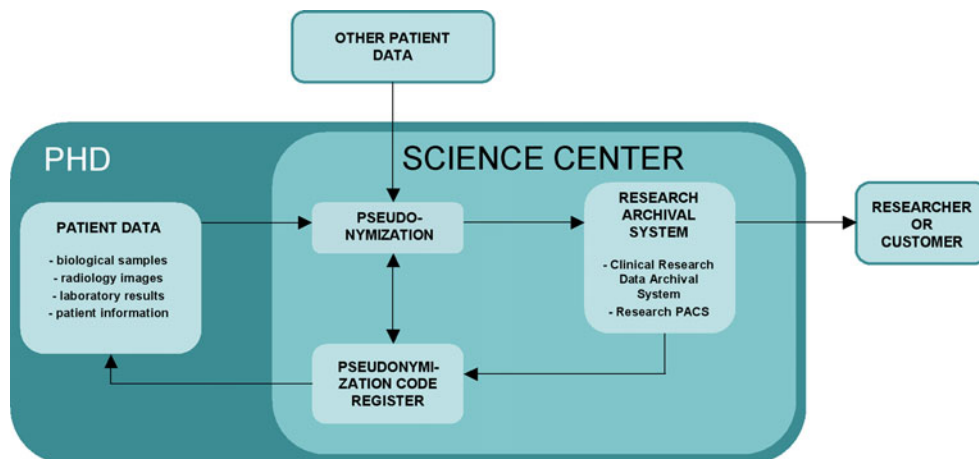 OTHER PATIENT
DATA
PHD
SCIENCE CENTER
PATIENT DATA
- biological samples
- radiology images
- laboratory results
- patient information
PSEUDO-
NYMIZATION
RESEARCH
ARCHIVAL
SYSTEM
- Clinical Research
Data Archival
System
- Research PACS
RESEARCHER
OR
CUSTOMER
PSEUDONYMI-
ZATION CODE
REGISTER